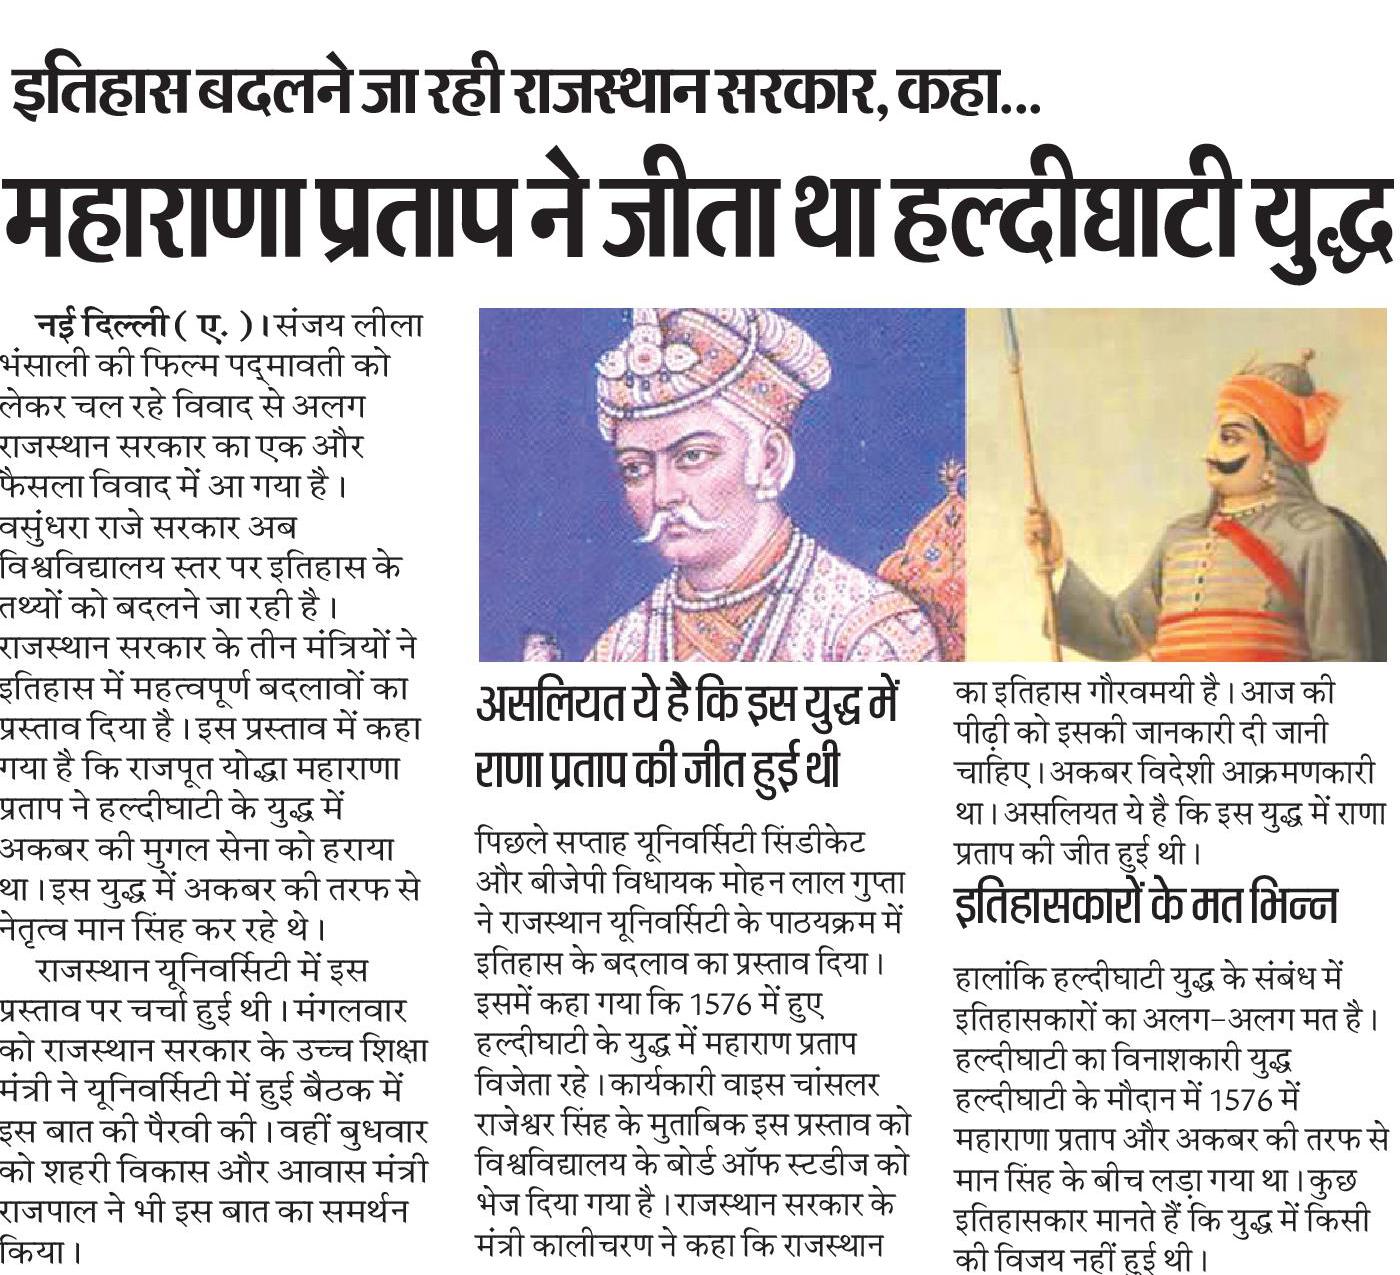 इतिहास बदलने जा रही राजस्थान सरकार, कहा...
महाराणा प्रताप ने जीता था हल्दीघाटी युद्ध
नई दिल्ली ( ए. )। संजय लीला
भंसाली की फिल्म पद्मावती को
लेकर चल रहे विवाद से अलग
राजस्थान सरकार का एक और
फैसला विवाद में आ गया है।
वसुंधरा राजे सरकार अब
विश्वविद्यालय स्तर पर इतिहास के
तथ्यों को बदलने जा रही है।
राजस्थान सरकार के तीन मंत्रियों ने
इतिहास में महत्वपूर्ण बदलावों का
प्रस्ताव दिया है। इस प्रस्ताव में कहा
गया है कि राजपूत योद्धा महाराणा
प्रताप ने हल्दीघाटी के युद्ध में
अकबर की मुगल सेना को हराया
था। इस युद्ध में अकबर की तरफ से
नेतृत्व मान सिंह कर रहे थे।
राजस्थान यूनिवर्सिटी में इस
प्रस्ताव पर चर्चा हुई थी। मंगलवार
को राजस्थान सरकार के उच्च शिक्षा
मंत्री ने यूनिवर्सिटी में हुई बैठक में
इस बात की पैरवी की। वहीं बुधवार
को शहरी विकास और आवास मंत्री
राजपाल ने भी इस बात का समर्थन
किया।
असलियत ये है कि इस युद्ध में
राणा प्रताप की जीत हुई थी
पिछले सप्ताह यूनिवर्सिटी सिंडीकेट
और बीजेपी विधायक मोहन लाल गुप्ता
ने राजस्थान यूनिवर्सिटी के पाठयक्रम में
इतिहास के बदलाव का प्रस्ताव दिया।
इसमें कहा गया कि 1576 में हुए
हल्दीघाटी के युद्ध में महाराण प्रताप
विजेता रहे। कार्यकारी वाइस चांसलर
राजेश्वर सिंह के मुताबिक इस प्रस्ताव को
विश्वविद्यालय के बोर्ड ऑफ स्टडीज को
भेज दिया गया है। राजस्थान सरकार के
मंत्री कालीचरण ने कहा कि राजस्थान
का इतिहास गौरवमयी है। आज की
पीढ़ी को इसकी जानकारी दी जानी
चाहिए। अकबर विदेशी आक्रमणकारी
था। असलियत ये है कि इस युद्ध में राणा
प्रताप की जीत हुई थी।
इतिहासकारों के मत भिन्न
हालांकि हल्दीघाटी युद्ध के संबंध में
इतिहासकारों का अलग-अलग मत है।
हल्दीघाटी का विनाशकारी युद्ध
हल्दीघाटी के मौदान में 1576 में
महाराणा प्रताप और अकबर की तरफ से
मान सिंह के बीच लड़ा गया था। कुछ
इतिहासकार मानते हैं कि युद्ध में किसी
की विजय नहीं हुई थी।